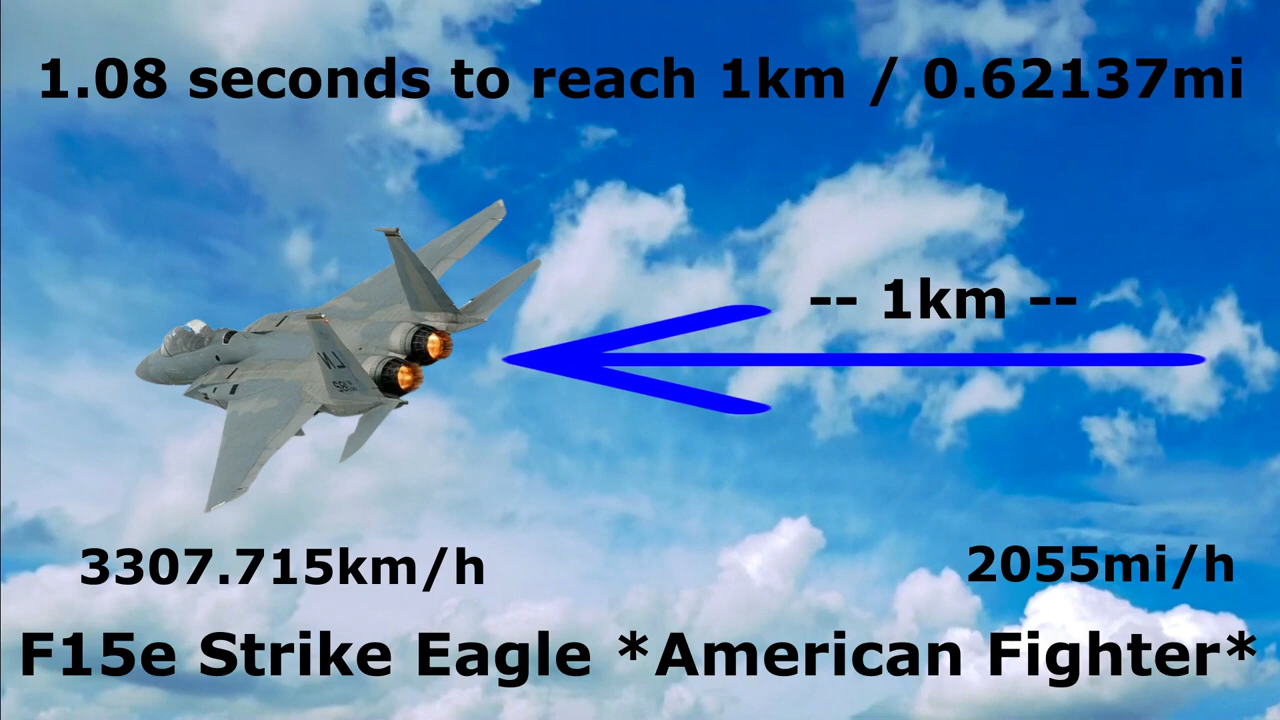 1.08 seconds to reach 1km / 0.62137mi
-- 1km --
3307.715km/h
2055mi/h
F15e Strike Eagle *American Fighter*